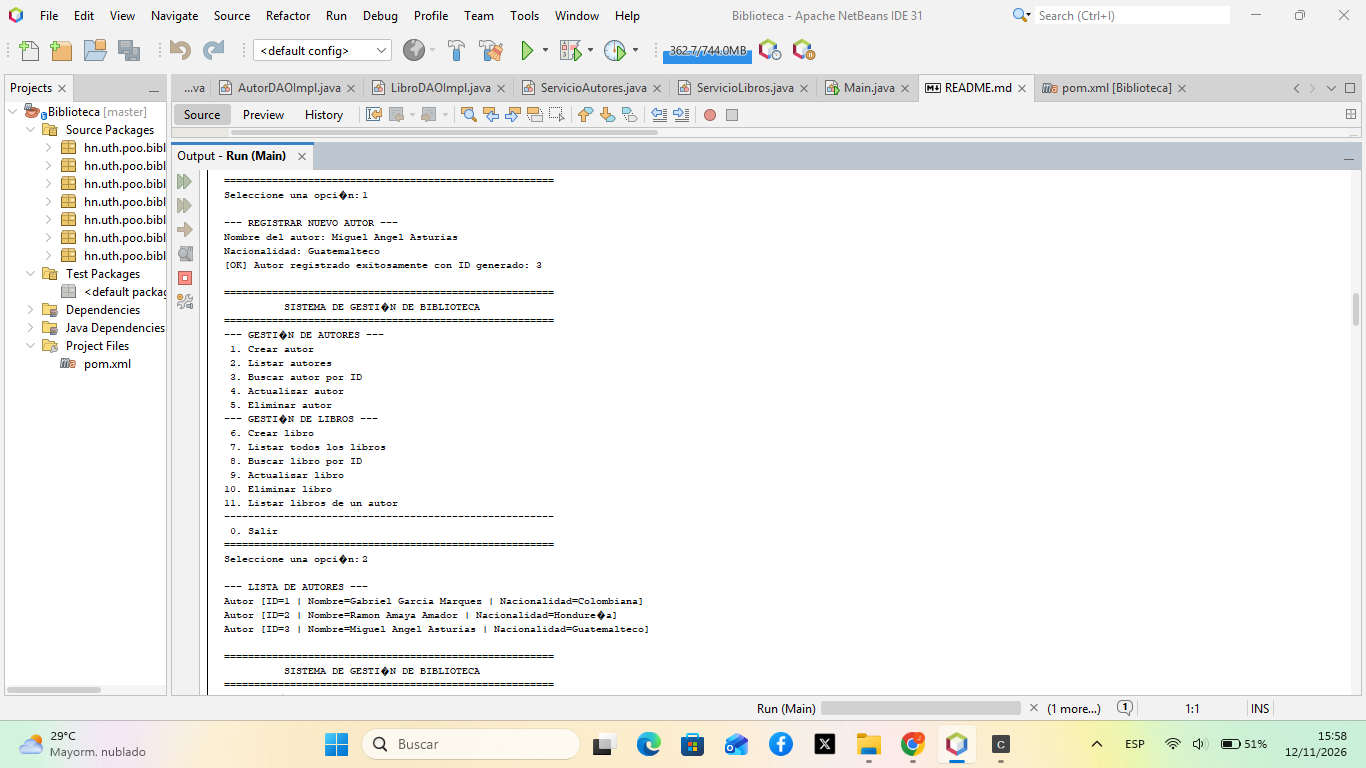 File Edit View Navigate Source Refactor Run Debug Profile Team Tools Window Help
Biblioteca - Apache NetBeans IDE 31
Search (Ctrl+I)
<default config>
362.7/744.0MB
Projects
...va
AutorDAOImpl.java
LibroDAOImpl.java
ServicioAutores.java
ServicioLibros.java
Main.java
README.md
pom.xml [Biblioteca]
Source Preview History
Biblioteca [master]
Source Packages
hn.uth.poo.bibl
hn.uth.poo.bibl
hn.uth.poo.bibl
hn.uth.poo.bibl
hn.uth.poo.bibl
hn.uth.poo.bibl
hn.uth.poo.bibl
Test Packages
<default packag
Dependencies
Java Dependencies
Project Files
pom.xml
Output - Run (Main)
=======================================================
Seleccione una opci�n: 1
--- REGISTRAR NUEVO AUTOR ---
Nombre del autor: Miguel Angel Asturias
Nacionalidad: Guatemalteco
[OK] Autor registrado exitosamente con ID generado: 3
=======================================================
SISTEMA DE GESTI�N DE BIBLIOTECA
=======================================================
--- GESTI�N DE AUTORES ---
1. Crear autor
2. Listar autores
3. Buscar autor por ID
4. Actualizar autor
5. Eliminar autor
--- GESTI�N DE LIBROS ---
6. Crear libro
7. Listar todos los libros
8. Buscar libro por ID
9. Actualizar libro
10. Eliminar libro
11. Listar libros de un autor
-------------------------------------------------------
0. Salir
=======================================================
Seleccione una opci�n: 2
--- LISTA DE AUTORES ---
Autor [ID=1 | Nombre=Gabriel Garcia Marquez | Nacionalidad=Colombiana]
Autor [ID=2 | Nombre=Ramon Amaya Amador | Nacionalidad=Hondure�a]
Autor [ID=3 | Nombre=Miguel Angel Asturias | Nacionalidad=Guatemalteco]
=======================================================
SISTEMA DE GESTI�N DE BIBLIOTECA
=======================================================
Run (Main)
(1 more...)
1
1:1
INS
29°C
Mayorm. nublado
Buscar
ESP
51%
15:58
12/11/2026